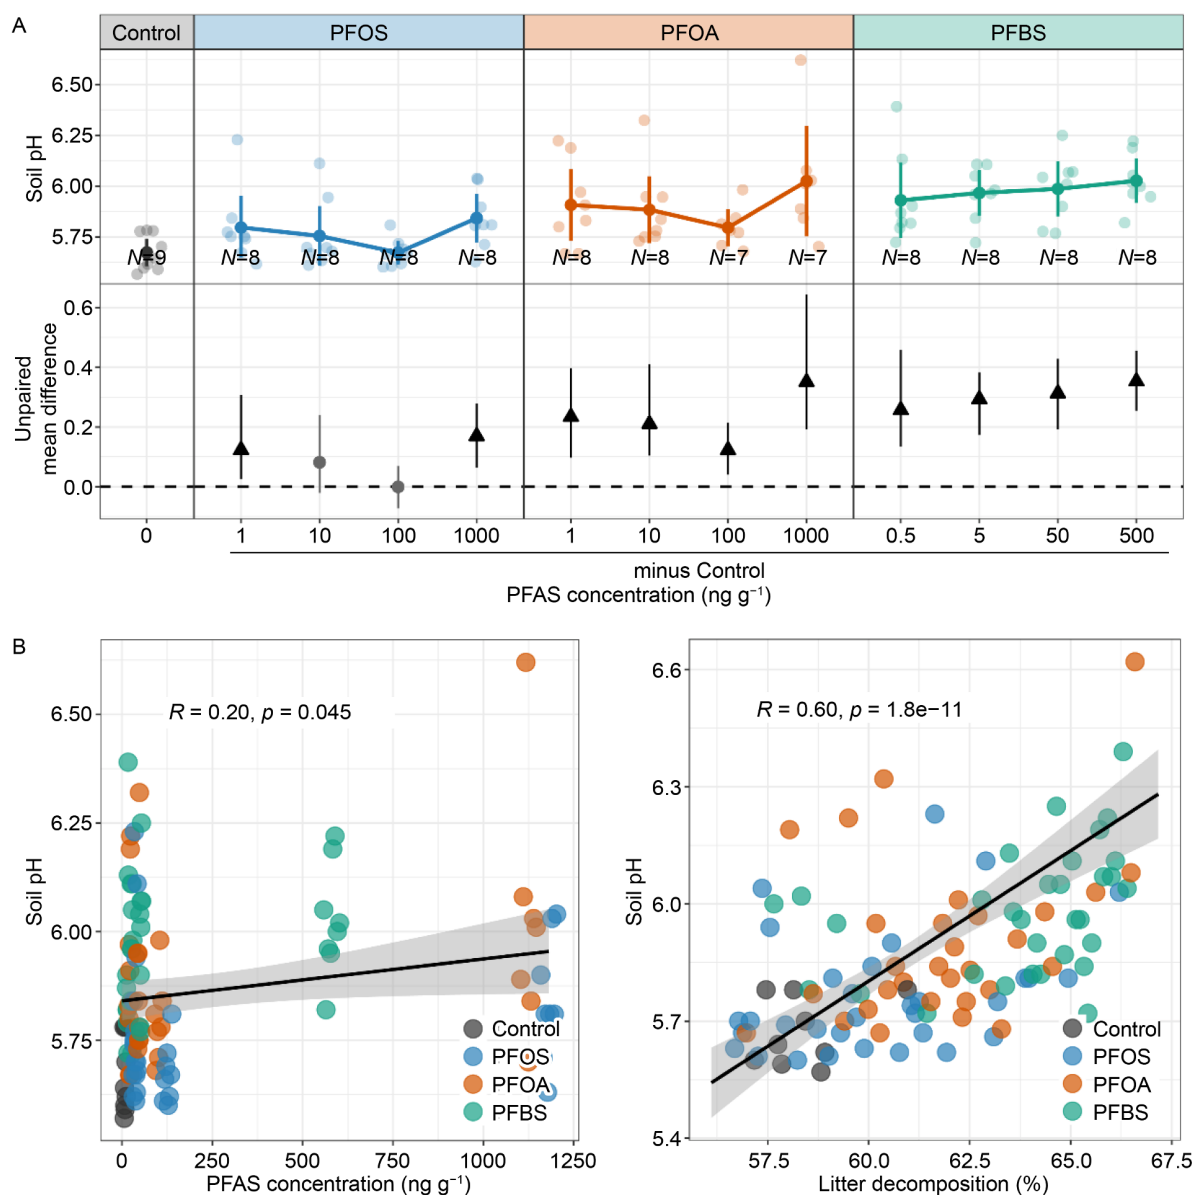 A
Control PFOS PFOA PFBS
Soil pH
6.50
6.25
6.00
5.75
N=9 N=8 N=8 N=8 N=8 N=8 N=8 N=7 N=7 N=8 N=8 N=8 N=8
Unpaired
mean difference
0.6
0.4
0.2
0.0
0 1 10 100 1000 1 10 100 1000 0.5 5 50 500
minus Control
PFAS concentration (ng g⁻¹)
B
Soil pH
6.50
6.25
6.00
5.75
R = 0.20, p = 0.045
Control
PFOS
PFOA
PFBS
0 250 500 750 1000 1250
PFAS concentration (ng g⁻¹)
Soil pH
6.6
6.3
6.0
5.7
5.4
R = 0.60, p = 1.8e−11
Control
PFOS
PFOA
PFBS
57.5 60.0 62.5 65.0 67.5
Litter decomposition (%)